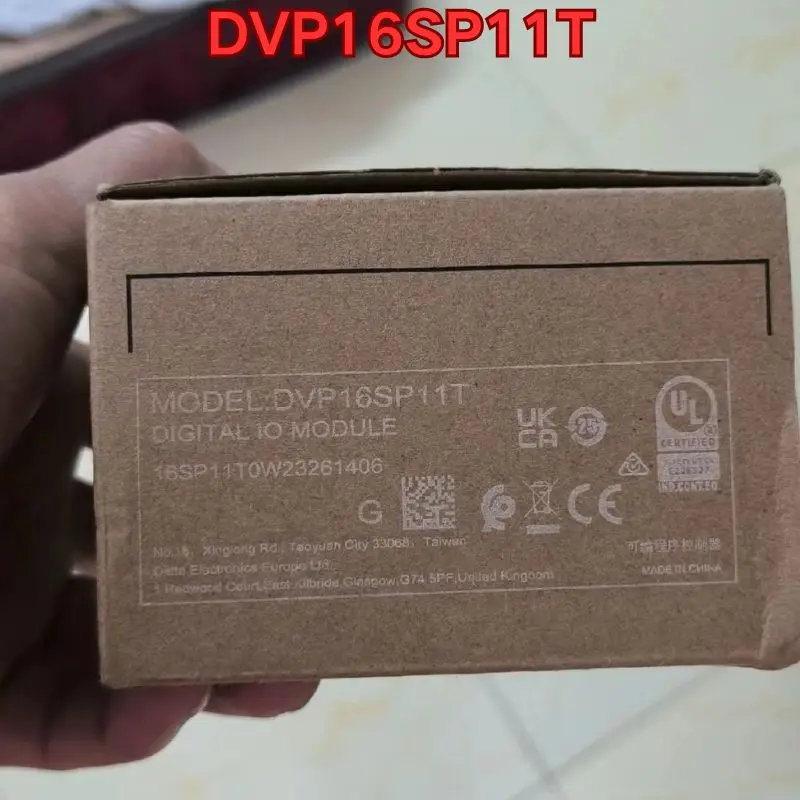 DVP16SP11T
MODEL:DVP16SP11T
DIGITAL IO MODULE
16SP11T0W23261406
UK
CA
25
UL
CERTIFIED
G
CE
Xinglong Rd., Taoyuan City 33068, Taiwan
Delta Electronics Europe Ltd.
1 Redwood Court,East Kilbride Glasgow,G74 5PF,United Kingdom
可编程序控制器
MADE IN CHINA